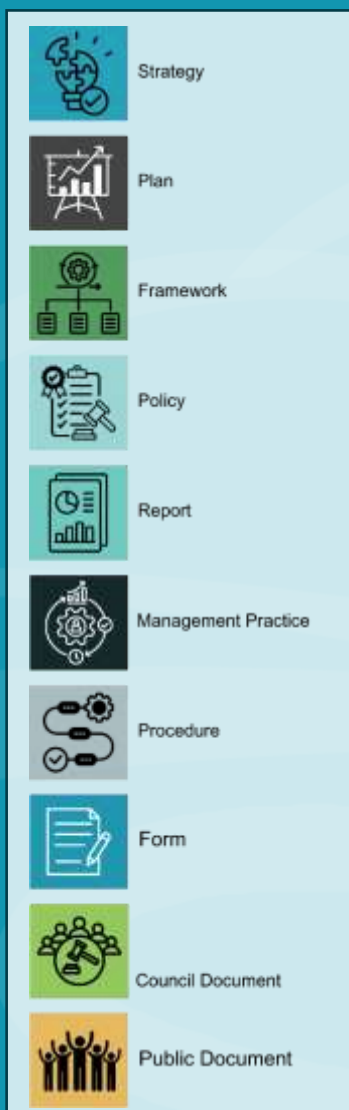 Strategy
Plan
Framework
Policy
Report
Management Practice
Procedure
Form
Council Document
Public Document